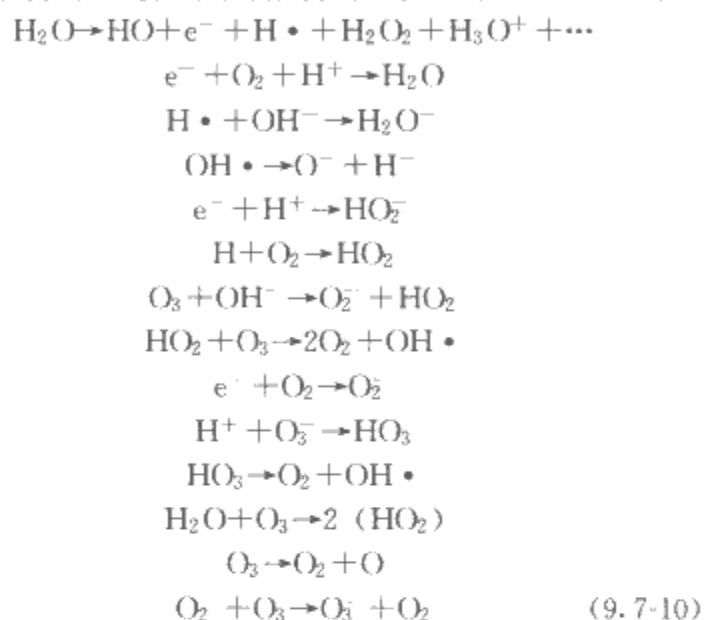 H₂O→HO+e⁻ +H• +H₂O₂+H₃O⁺ +⋯
e⁻ +O₂+H⁺→H₂O
H• +OH⁻→H₂O⁻
OH•→O⁻ +H⁻
e⁻ +H⁺→HO₂⁻
H+O₂→HO₂
O₃+OH⁻ →O₂⁻ +HO₂
HO₂+O₃→2O₂+OH•
e⁻ +O₂→O₂⁻
H⁺ +O₃⁻→HO₃
HO₃→O₂+OH•
H₂O+O₃→2 (HO₂)
O₃→O₂+O
O₂ +O₃→O₃⁻ +O₂ (9.7-10)